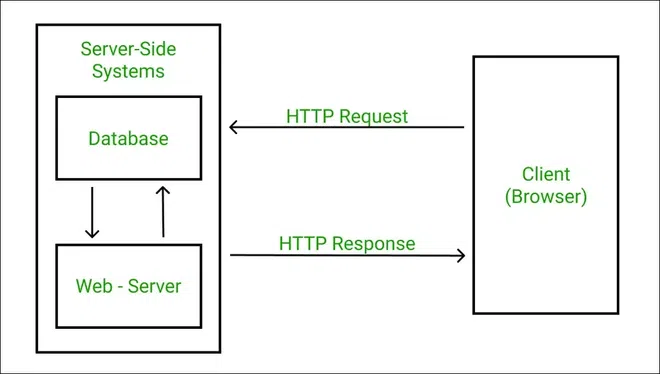 Server-Side
Systems
Database
Web - Server
HTTP Request
HTTP Response
Client
(Browser)